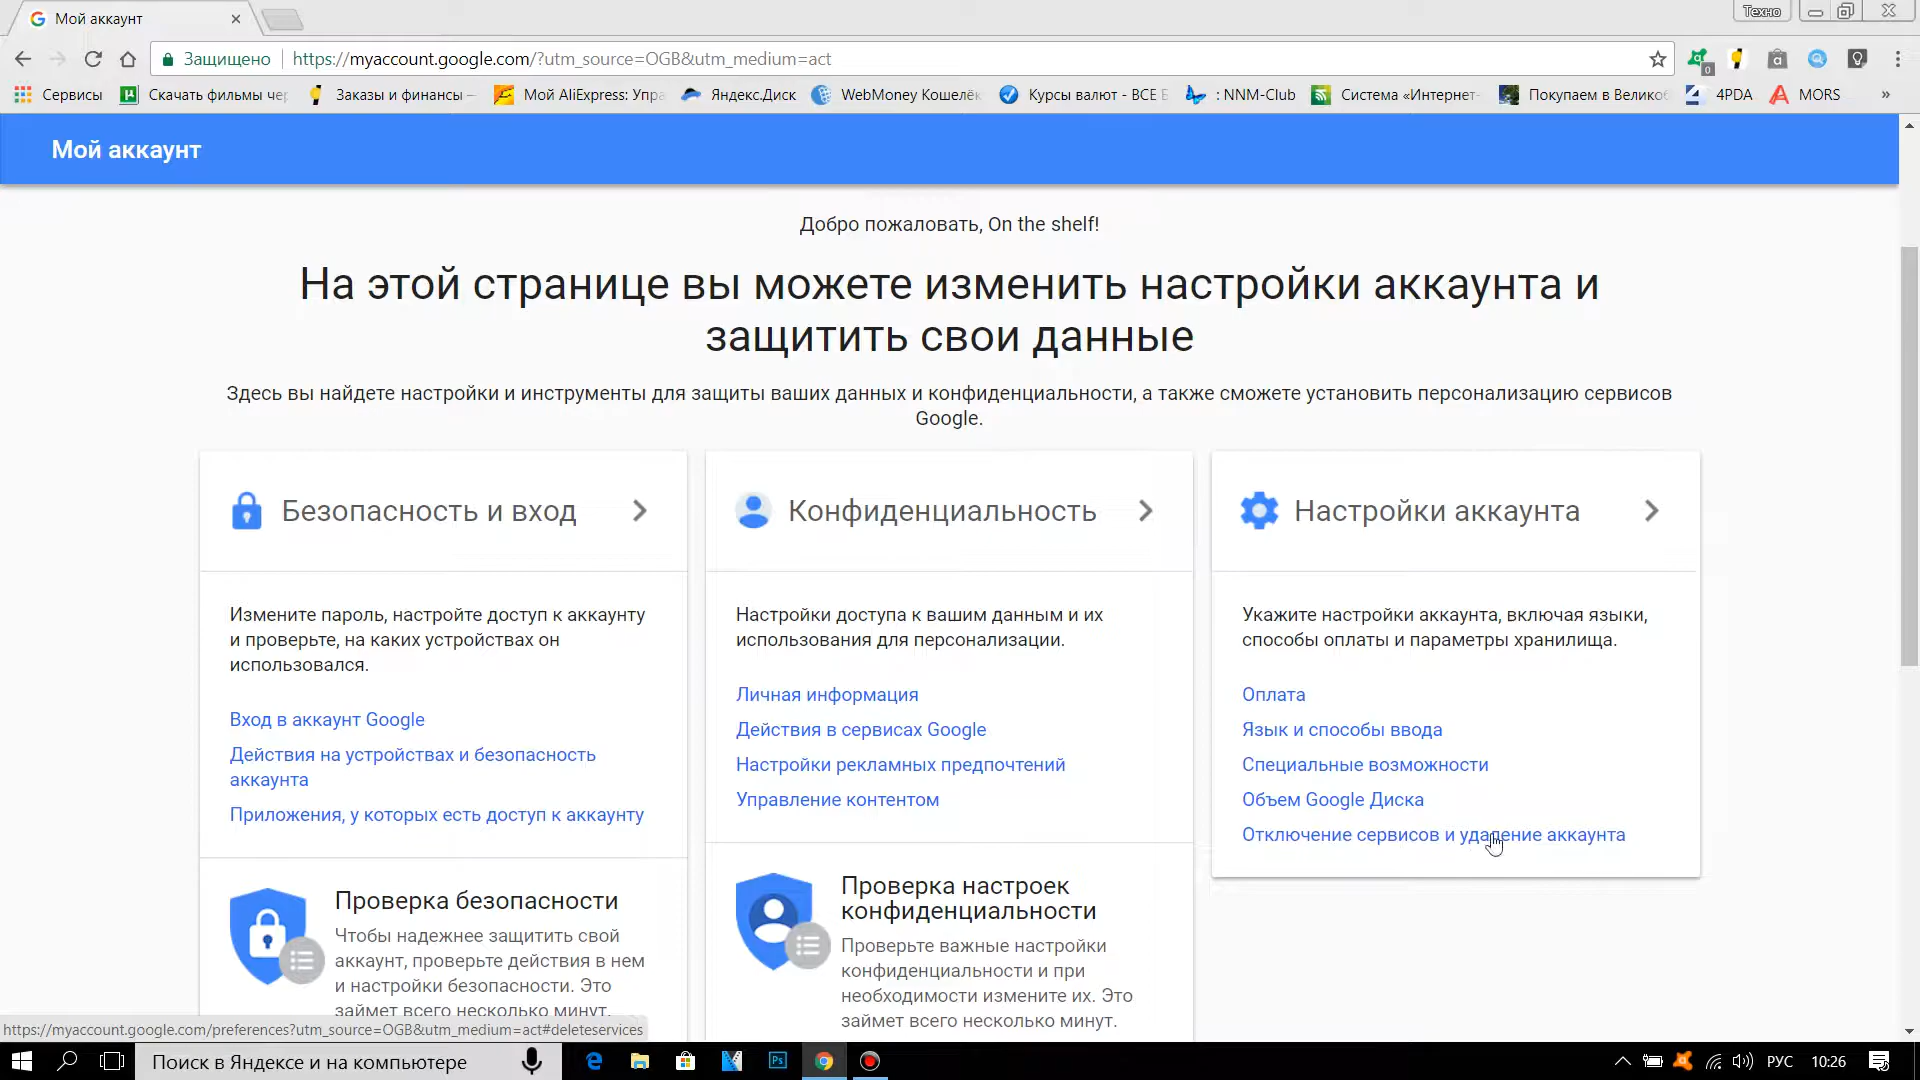 Мой аккаунт
Техно
Защищено https://myaccount.google.com/?utm_source=OGB&utm_medium=act
0
Сервисы Скачать фильмы чер Заказы и финансы – Мой AliExpress: Упра Яндекс.Диск WebMoney Кошелёк Курсы валют - ВСЕ Б : NNM-Club Система «Интернет- Покупаем в Великоб 4PDA MORS »
Мой аккаунт
Добро пожаловать, On the shelf!
На этой странице вы можете изменить настройки аккаунта и
защитить свои данные
Здесь вы найдете настройки и инструменты для защиты ваших данных и конфиденциальности, а также сможете установить персонализацию сервисов
Google.
Безопасность и вход
Измените пароль, настройте доступ к аккаунту
и проверьте, на каких устройствах он
использовался.
Вход в аккаунт Google
Действия на устройствах и безопасность
аккаунта
Приложения, у которых есть доступ к аккаунту
Проверка безопасности
Чтобы надежнее защитить свой
аккаунт, проверьте действия в нем
и настройки безопасности. Это
займет всего несколько минут.
Конфиденциальность
Настройки доступа к вашим данным и их
использования для персонализации.
Личная информация
Действия в сервисах Google
Настройки рекламных предпочтений
Управление контентом
Проверка настроек
конфиденциальности
Проверьте важные настройки
конфиденциальности и при
необходимости измените их. Это
займет всего несколько минут.
Настройки аккаунта
Укажите настройки аккаунта, включая языки,
способы оплаты и параметры хранилища.
Оплата
Язык и способы ввода
Специальные возможности
Объем Google Диска
Отключение сервисов и удаление аккаунта
https://myaccount.google.com/preferences?utm_source=OGB&utm_medium=act#deleteservices
Поиск в Яндексе и на компьютере
Ps
РУС 10:26